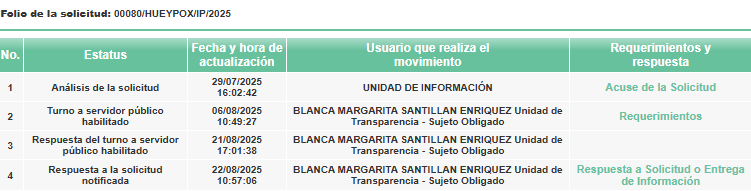 Folio de la solicitud: 00080/HUEYPOX/IP/2025
No. Estatus Fecha y hora de actualización Usuario que realiza el movimiento Requerimientos y respuesta
1 Análisis de la solicitud 29/07/2025 16:02:42 UNIDAD DE INFORMACIÓN Acuse de la Solicitud
2 Turno a servidor público habilitado 06/08/2025 10:49:27 BLANCA MARGARITA SANTILLAN ENRIQUEZ Unidad de Transparencia - Sujeto Obligado Requerimientos
3 Respuesta del turno a servidor público habilitado 21/08/2025 17:01:38 BLANCA MARGARITA SANTILLAN ENRIQUEZ Unidad de Transparencia - Sujeto Obligado
4 Respuesta a la solicitud notificada 22/08/2025 10:57:06 BLANCA MARGARITA SANTILLAN ENRIQUEZ Unidad de Transparencia - Sujeto Obligado Respuesta a Solicitud o Entrega de Información